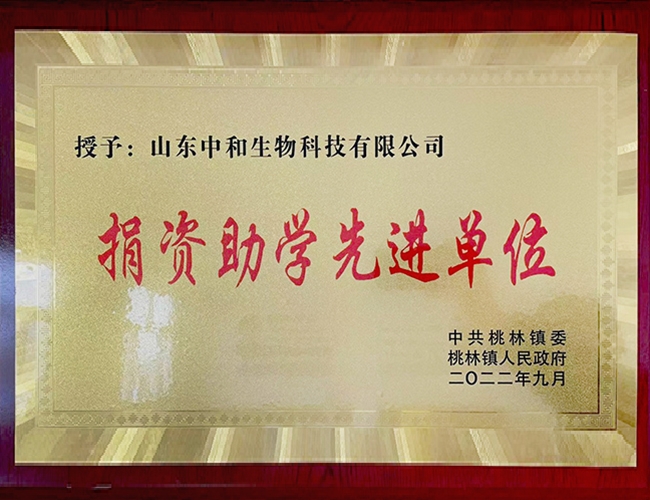 授予：山东中和生物科技有限公司
捐资助学先进单位
中共桃林镇委
桃林镇人民政府
二〇二二年九月